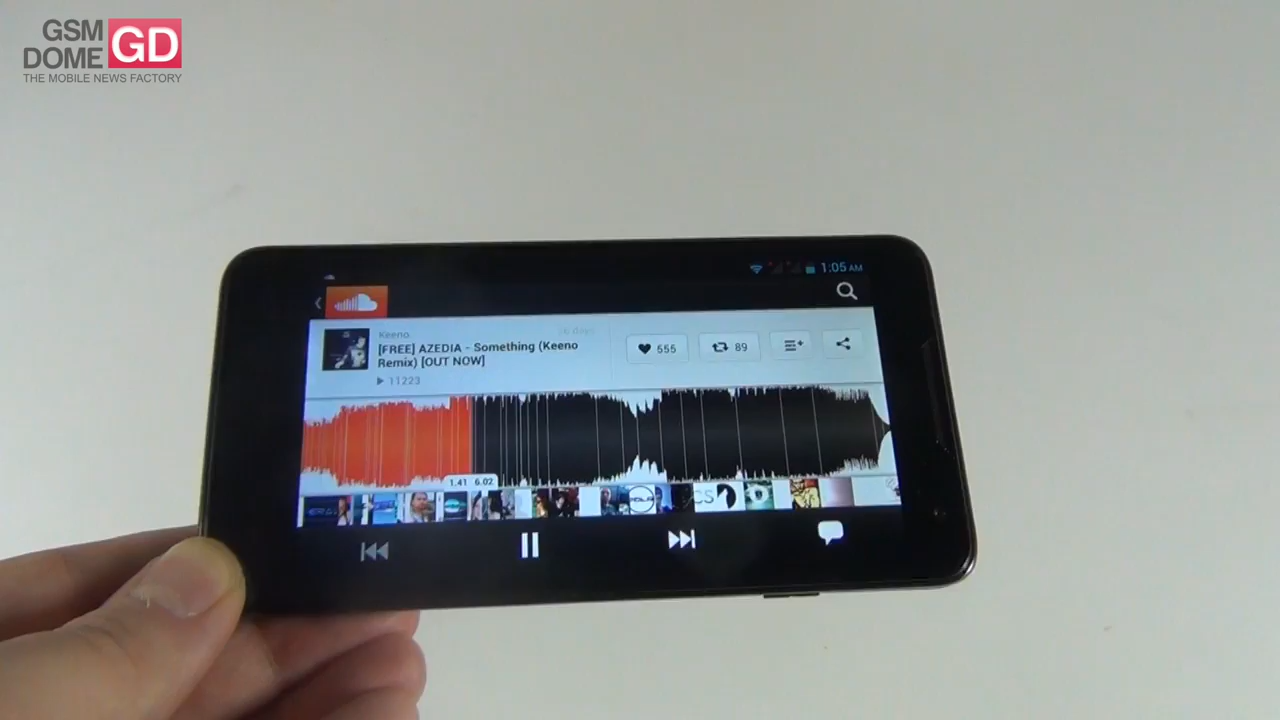 GSM
DOME GD
THE MOBILE NEWS FACTORY
1:05 AM
Keeno
[FREE] AZEDIA - Something (Keeno
Remix) [OUT NOW]
11223
555
89
1.41 6.02